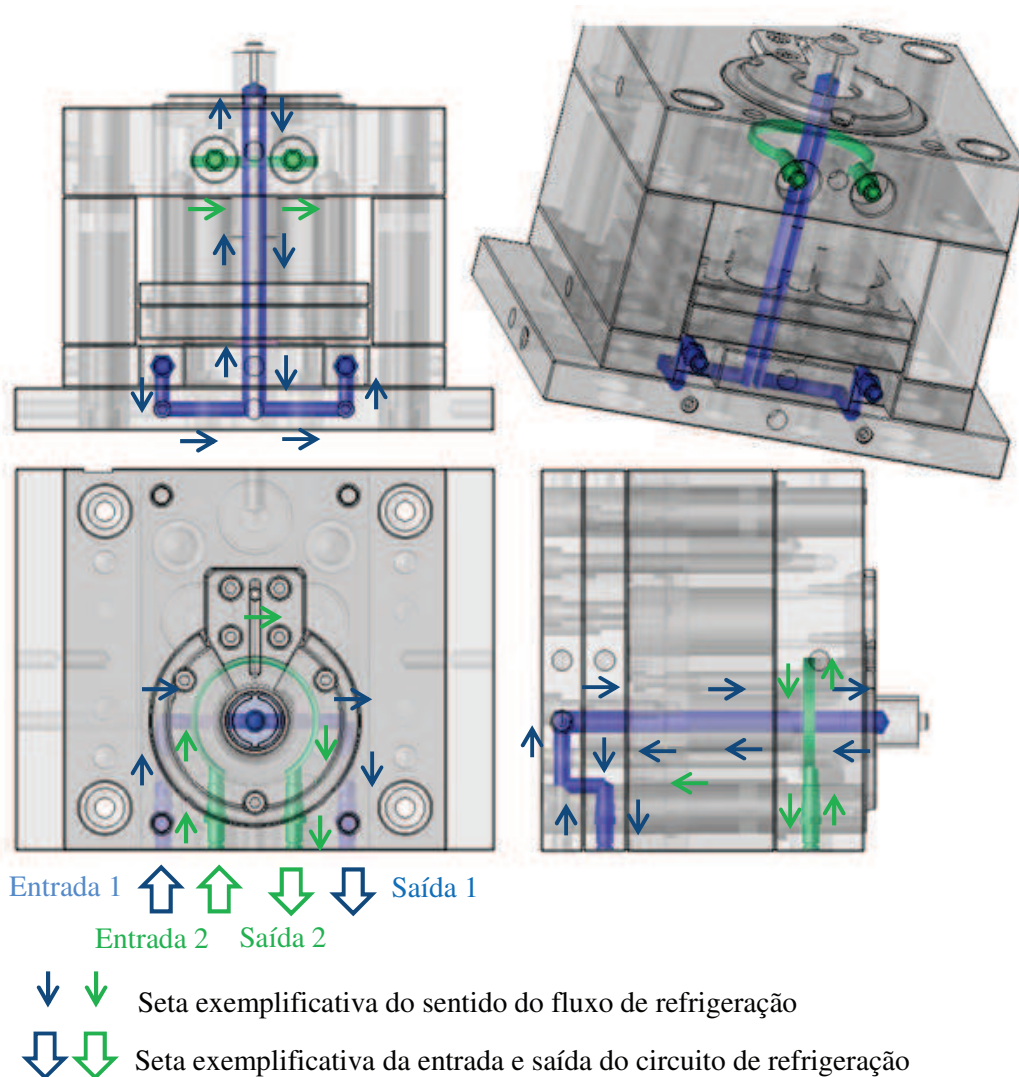 Entrada 1
Saída 1
Entrada 2
Saída 2
Seta exemplificativa do sentido do fluxo de refrigeração
Seta exemplificativa da entrada e saída do circuito de refrigeração